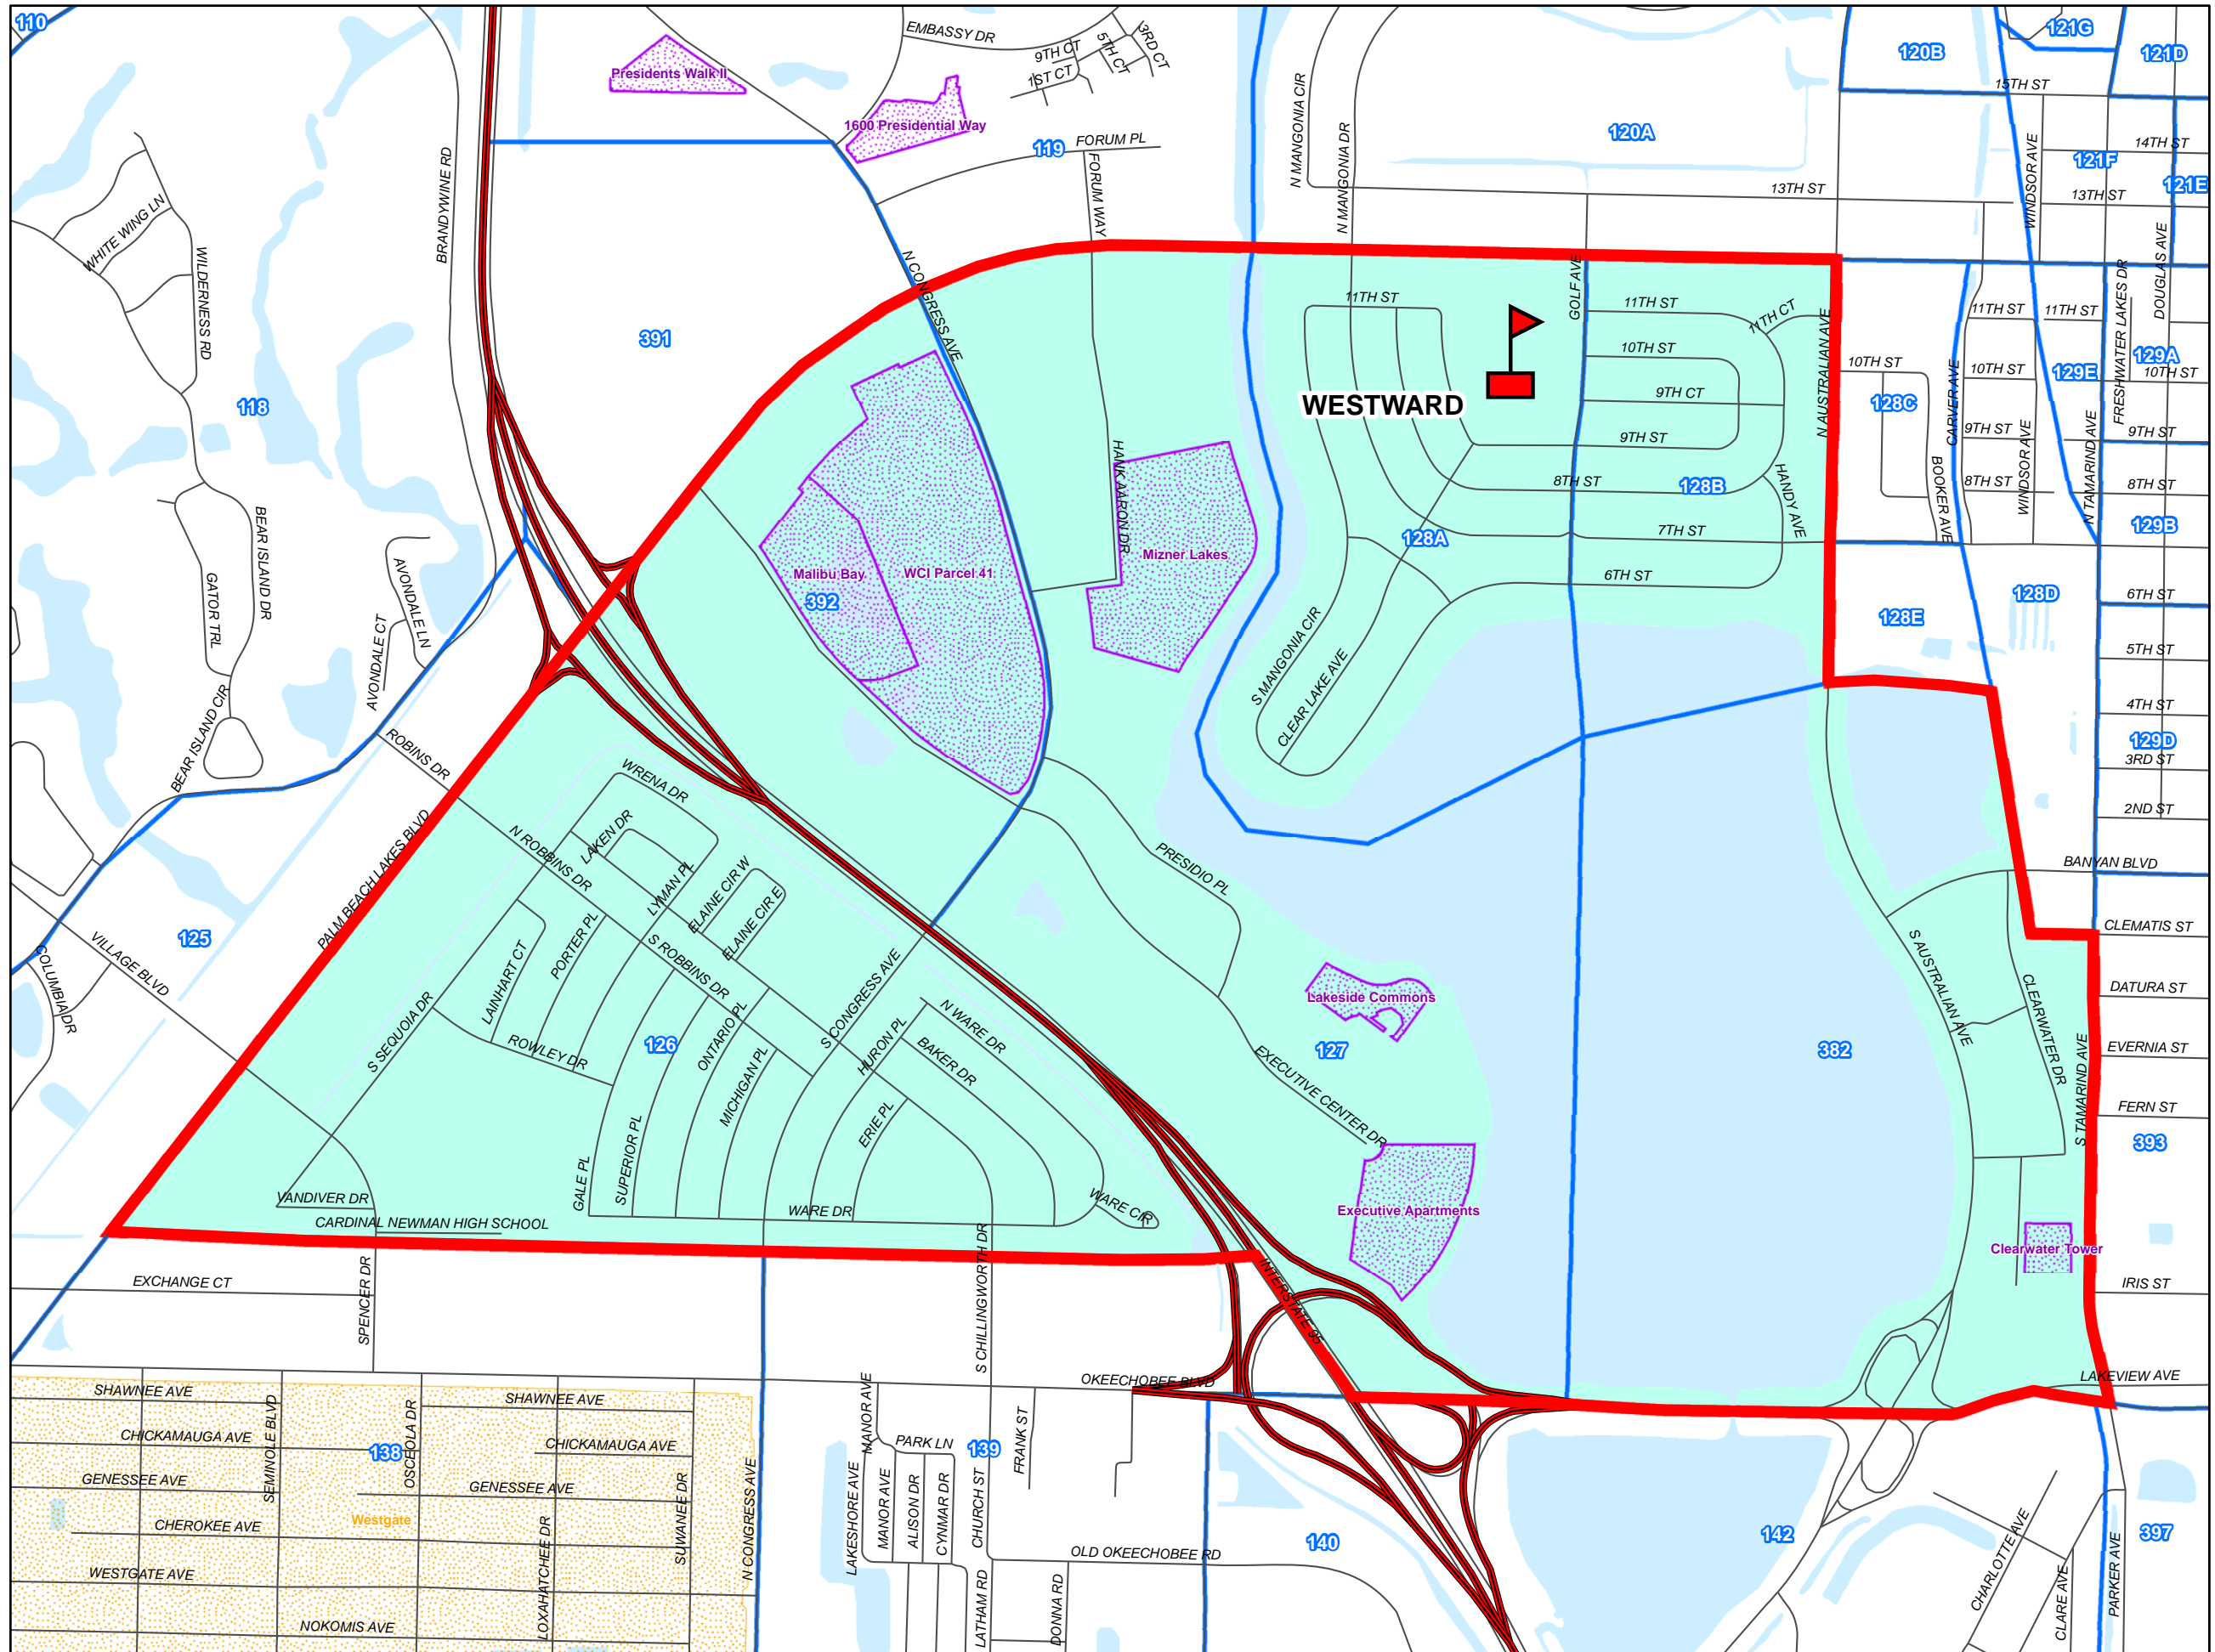 110
EMBASSY DR
9TH CT
5TH CT
3RD CT
1ST CT
Presidents Walk II
1600 Presidential Way
119
FORUM PL
FORUM WAY
BRANDYWINE RD
N MANGONIA CIR
N MANGONIA DR
120A
120B
121G
121D
15TH ST
14TH ST
121F
121E
13TH ST
13TH ST
WINDSOR AVE
DOUGLAS AVE
FRESHWATER LAKES DR
WHITE WING LN
WILDERNESS RD
391
N CONGRESS AVE
118
11TH ST
GOLF AVE
11TH ST
11TH CT
10TH ST
9TH CT
9TH ST
WESTWARD
N AUSTRALIAN AVE
11TH ST
11TH ST
10TH ST
10TH ST
10TH ST
129A
129E
128C
CARVER AVE
9TH ST
9TH ST
WINDSOR AVE
N TAMARIND AVE
8TH ST
8TH ST
8TH ST
128B
HANDY AVE
BOOKER AVE
129B
HANK AARON DR
Mizner Lakes
128A
7TH ST
6TH ST
6TH ST
128D
128E
Malibu Bay
WCI Parcel 41
392
BEAR ISLAND DR
GATOR TRL
AVONDALE LN
AVONDALE CT
BEAR ISLAND CIR
S MANGONIA CIR
CLEAR LAKE AVE
5TH ST
4TH ST
129D
3RD ST
2ND ST
BANYAN BLVD
CLEMATIS ST
ROBINS DR
PALM BEACH LAKES BLVD
WRENA DR
LAKEN DR
N ROBBINS DR
LYMAN PL
ELAINE CIR W
ELAINE CIR E
PRESIDIO PL
125
VILLAGE BLVD
COLUMBIA DR
LAINHART CT
PORTER PL
S ROBBINS DR
S SEQUOIA DR
ROWLEY DR
126
ONTARIO PL
MICHIGAN PL
S CONGRESS AVE
HURON PL
N WARE DR
BAKER DR
ERIE PL
Lakeside Commons
127
EXECUTIVE CENTER DR
382
S AUSTRALIAN AVE
CLEARWATER DR
S TAMARIND AVE
DATURA ST
EVERNIA ST
FERN ST
393
GALE PL
SUPERIOR PL
VANDIVER DR
CARDINAL NEWMAN HIGH SCHOOL
WARE DR
WARE CIR
Executive Apartments
Clearwater Tower
IRIS ST
EXCHANGE CT
SPENCER DR
S CHILLINGWORTH DR
INTERSTATE 95
OKEECHOBEE BLVD
LAKEVIEW AVE
SHAWNEE AVE
SHAWNEE AVE
SEMINOLE BLVD
OSCEOLA DR
CHICKAMAUGA AVE
CHICKAMAUGA AVE
138
GENESSEE AVE
GENESSEE AVE
Westgate
CHEROKEE AVE
WESTGATE AVE
NOKOMIS AVE
LOXAHATCHEE DR
SUWANEE DR
N CONGRESS AVE
MANOR AVE
PARK LN
139
FRANK ST
LAKESHORE AVE
MANOR AVE
ALISON DR
CYNMAR DR
CHURCH ST
OLD OKEECHOBEE RD
LATHAM RD
DONNA RD
140
142
CHARLOTTE AVE
CLARE AVE
PARKER AVE
397